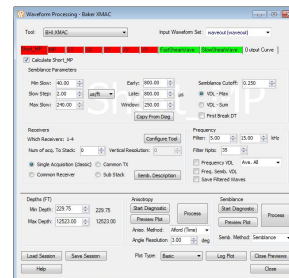 Waveform Processing - Baker XMAC
Tool: BHI XMAC Input Waveform Set: waveout (waveout)
Short_MP FastShearWave SlowShearWave Output Curve
Calculate Short_MP
Semblance Parameters
Min Slow: 40.00 Early: 800.00 Semblance Cutoff: 0.250
Slow Step: 2.00 us/ft Late: 800.00 µs VDL - Max
Max Slow: 240.00 Window: 250.00 VDL - Sum
Copy From Diag First Break DT
Receivers Frequency
Which Receivers: 1-4 Configure Tool Filter: 5.00 15.00 kHz
Num of acq. To Stack: 0 Vertical Resolution: Filter Npts: 35
Single Acquisition (classic) Common TX Frequency VDL Ave. All
Common Receiver Sub Stack Semb. Description Freq. Semb. VDL
Save Filtered Waves
Depths (FT) Anisotropy Semblance
Min Depth: 229.75 229.75 Start Diagnostic Process Start Diagnostic Process
Max Depth: 12523.00 12523.00 Preview Plot Preview Plot
Aniso. Method: Alford (Time) Semb. Method: Semblance
Angle Resolution: 3.00 deg
Load Session Save Session Plot Type: Basic Log Plot Close Previews
Help Close